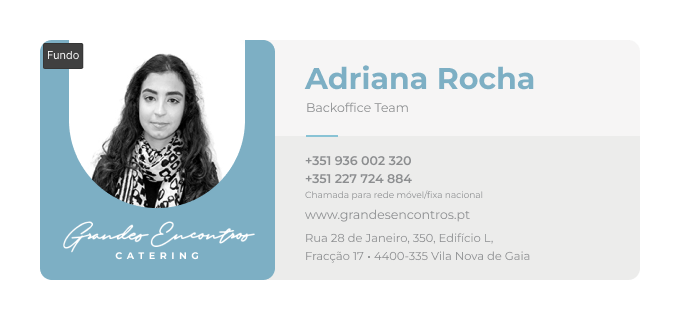 Fundo
Grandes Encontros
CATERING
Adriana Rocha
Backoffice Team
+351 936 002 320
+351 227 724 884
Chamada para rede móvel/fixa nacional
www.grandesencontros.pt
Rua 28 de Janeiro, 350, Edifício L,
Fracção 17 • 4400-335 Vila Nova de Gaia